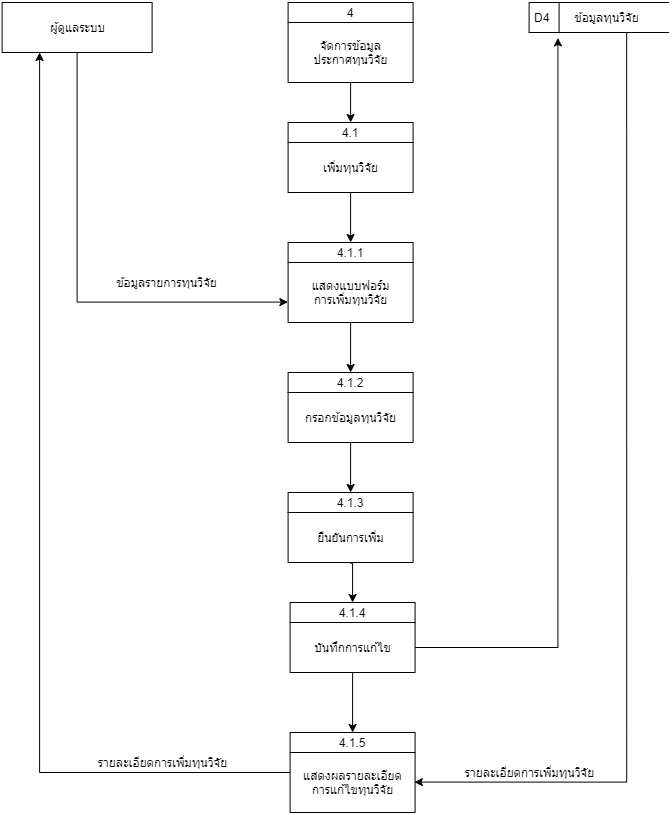 ผู้ดูแลระบบ
4
จัดการข้อมูล
ประกาศทุนวิจัย
D4 ข้อมูลทุนวิจัย
4.1
เพิ่มทุนวิจัย
4.1.1
แสดงแบบฟอร์ม
การเพิ่มทุนวิจัย
ข้อมูลรายการทุนวิจัย
4.1.2
กรอกข้อมูลทุนวิจัย
4.1.3
ยืนยันการเพิ่ม
4.1.4
บันทึกการแก้ไข
4.1.5
แสดงผลรายละเอียด
การแก้ไขทุนวิจัย
รายละเอียดการเพิ่มทุนวิจัย
รายละเอียดการเพิ่มทุนวิจัย